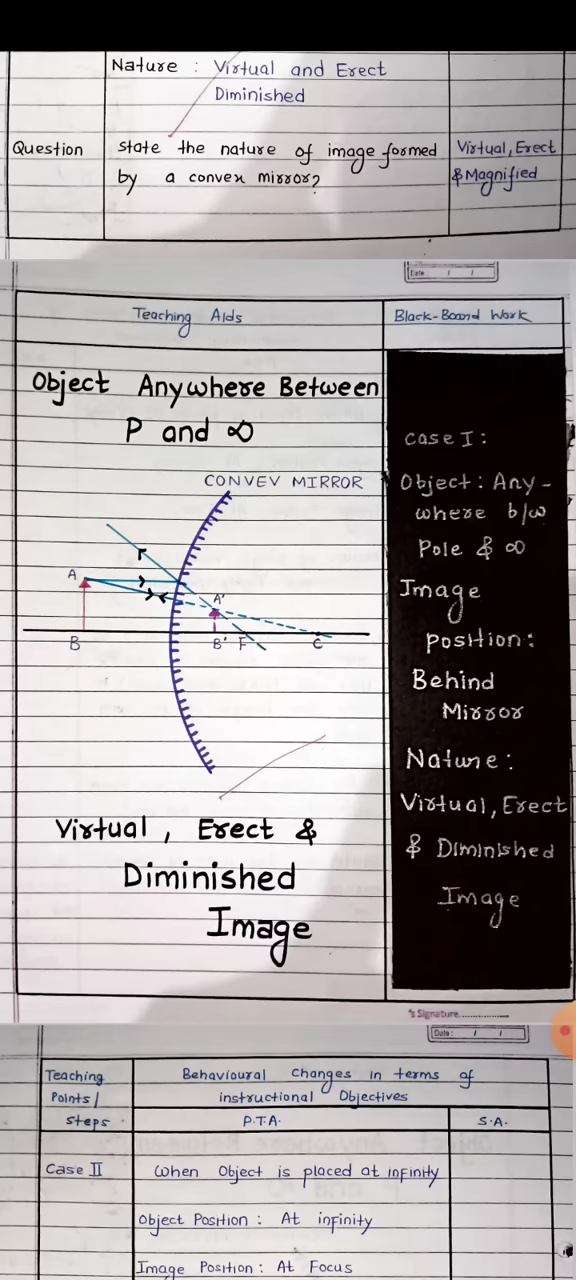 Nature : Virtual and Erect
Diminished
Question
state the nature of image formed
by a convex mirror?
Virtual, Erect
& Magnified
Date / /
Teaching Aids
Black-Board Work
Object Anywhere Between
P and ∞
CONVEV MIRROR
A
A'
B
B'
F
C
Virtual, Erect &
Diminished
Image
Case I:
Object: Any-
where b/w
Pole & ∞
Image
Position:
Behind
Mirror
Nature:
Virtual, Erect
& Diminished
Image
's Signature
Date: / /
Teaching
Points/
Steps
Behavioural Changes in terms of
instructional Objectives
P.T.A.
S.A.
Case II
When Object is placed at infinity
Object Position : At infinity
Image Position : At Focus